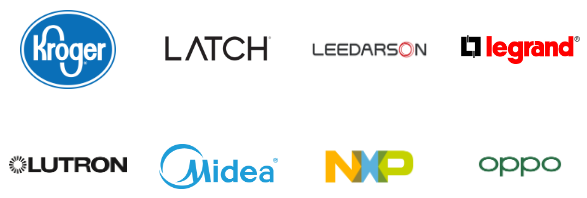 Kroger
LATCH
LEEDARSON
legrand®
LUTRON
Midea®
NXP
oppo